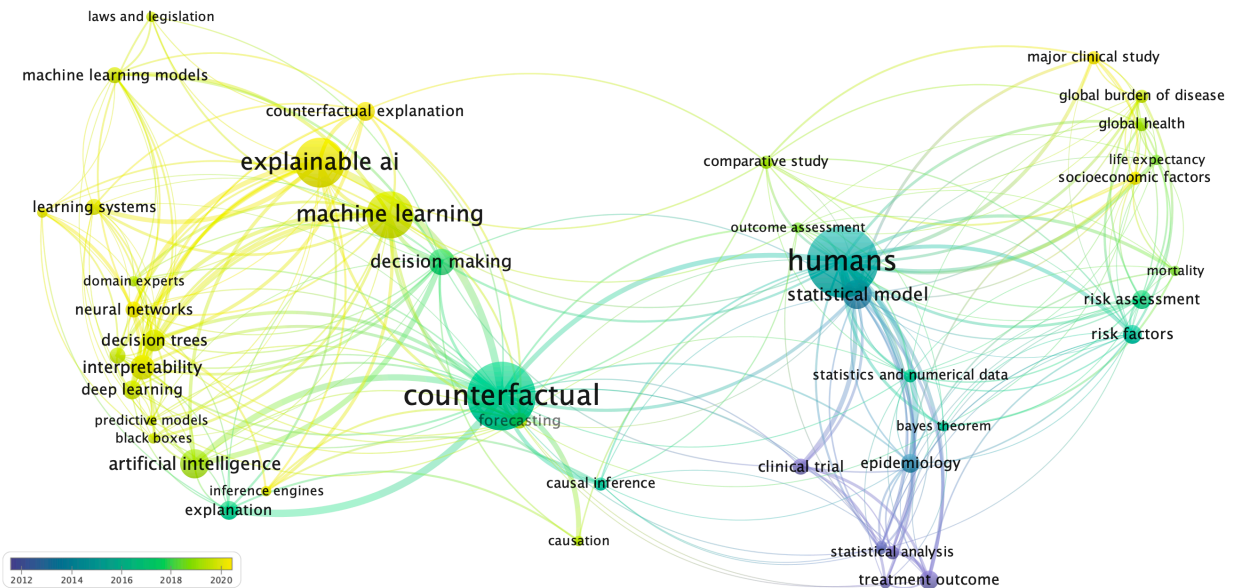 laws and legislation
machine learning models
counterfactual explanation
explainable ai
machine learning
learning systems
decision making
domain experts
neural networks
decision trees
interpretability
deep learning
predictive models
black boxes
artificial intelligence
inference engines
explanation
counterfactual
forecasting
causal inference
causation
major clinical study
global burden of disease
global health
comparative study
life expectancy
socioeconomic factors
outcome assessment
humans
statistical model
mortality
risk assessment
risk factors
statistics and numerical data
bayes theorem
clinical trial
epidemiology
statistical analysis
treatment outcome
2012 2014 2016 2018 2020